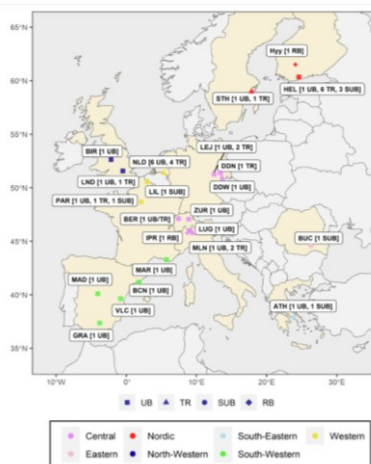 65°N
Hyy [1 RB]
60°N
HEL [1 UB, 6 TR, 3 SUB]
STH [1 UB, 1 TR]
55°N
BIR [1 UB]
NLD [6 UB, 4 TR]
LEJ [1 UB, 2 TR]
DDN [1 TR]
50°N
LND [1 UB, 1 TR]
LIL [1 SUB]
DDW [1 UB]
PAR [1 UB, 1 TR, 1 SUB]
BER [1 UB/TR]
ZUR [1 UB]
45°N
IPR [1 RB]
LUG [1 UB]
BUC [1 SUB]
MLN [1 UB, 2 TR]
MAR [1 UB]
40°N
MAD [1 UB]
BCN [1 UB]
VLC [1 UB]
ATH [1 UB, 1 SUB]
GRA [1 UB]
35°N
10°W 0° 10°E 20°E 30°E
UB TR SUB RB
Central Nordic South-Eastern Western
Eastern North-Western South-Western